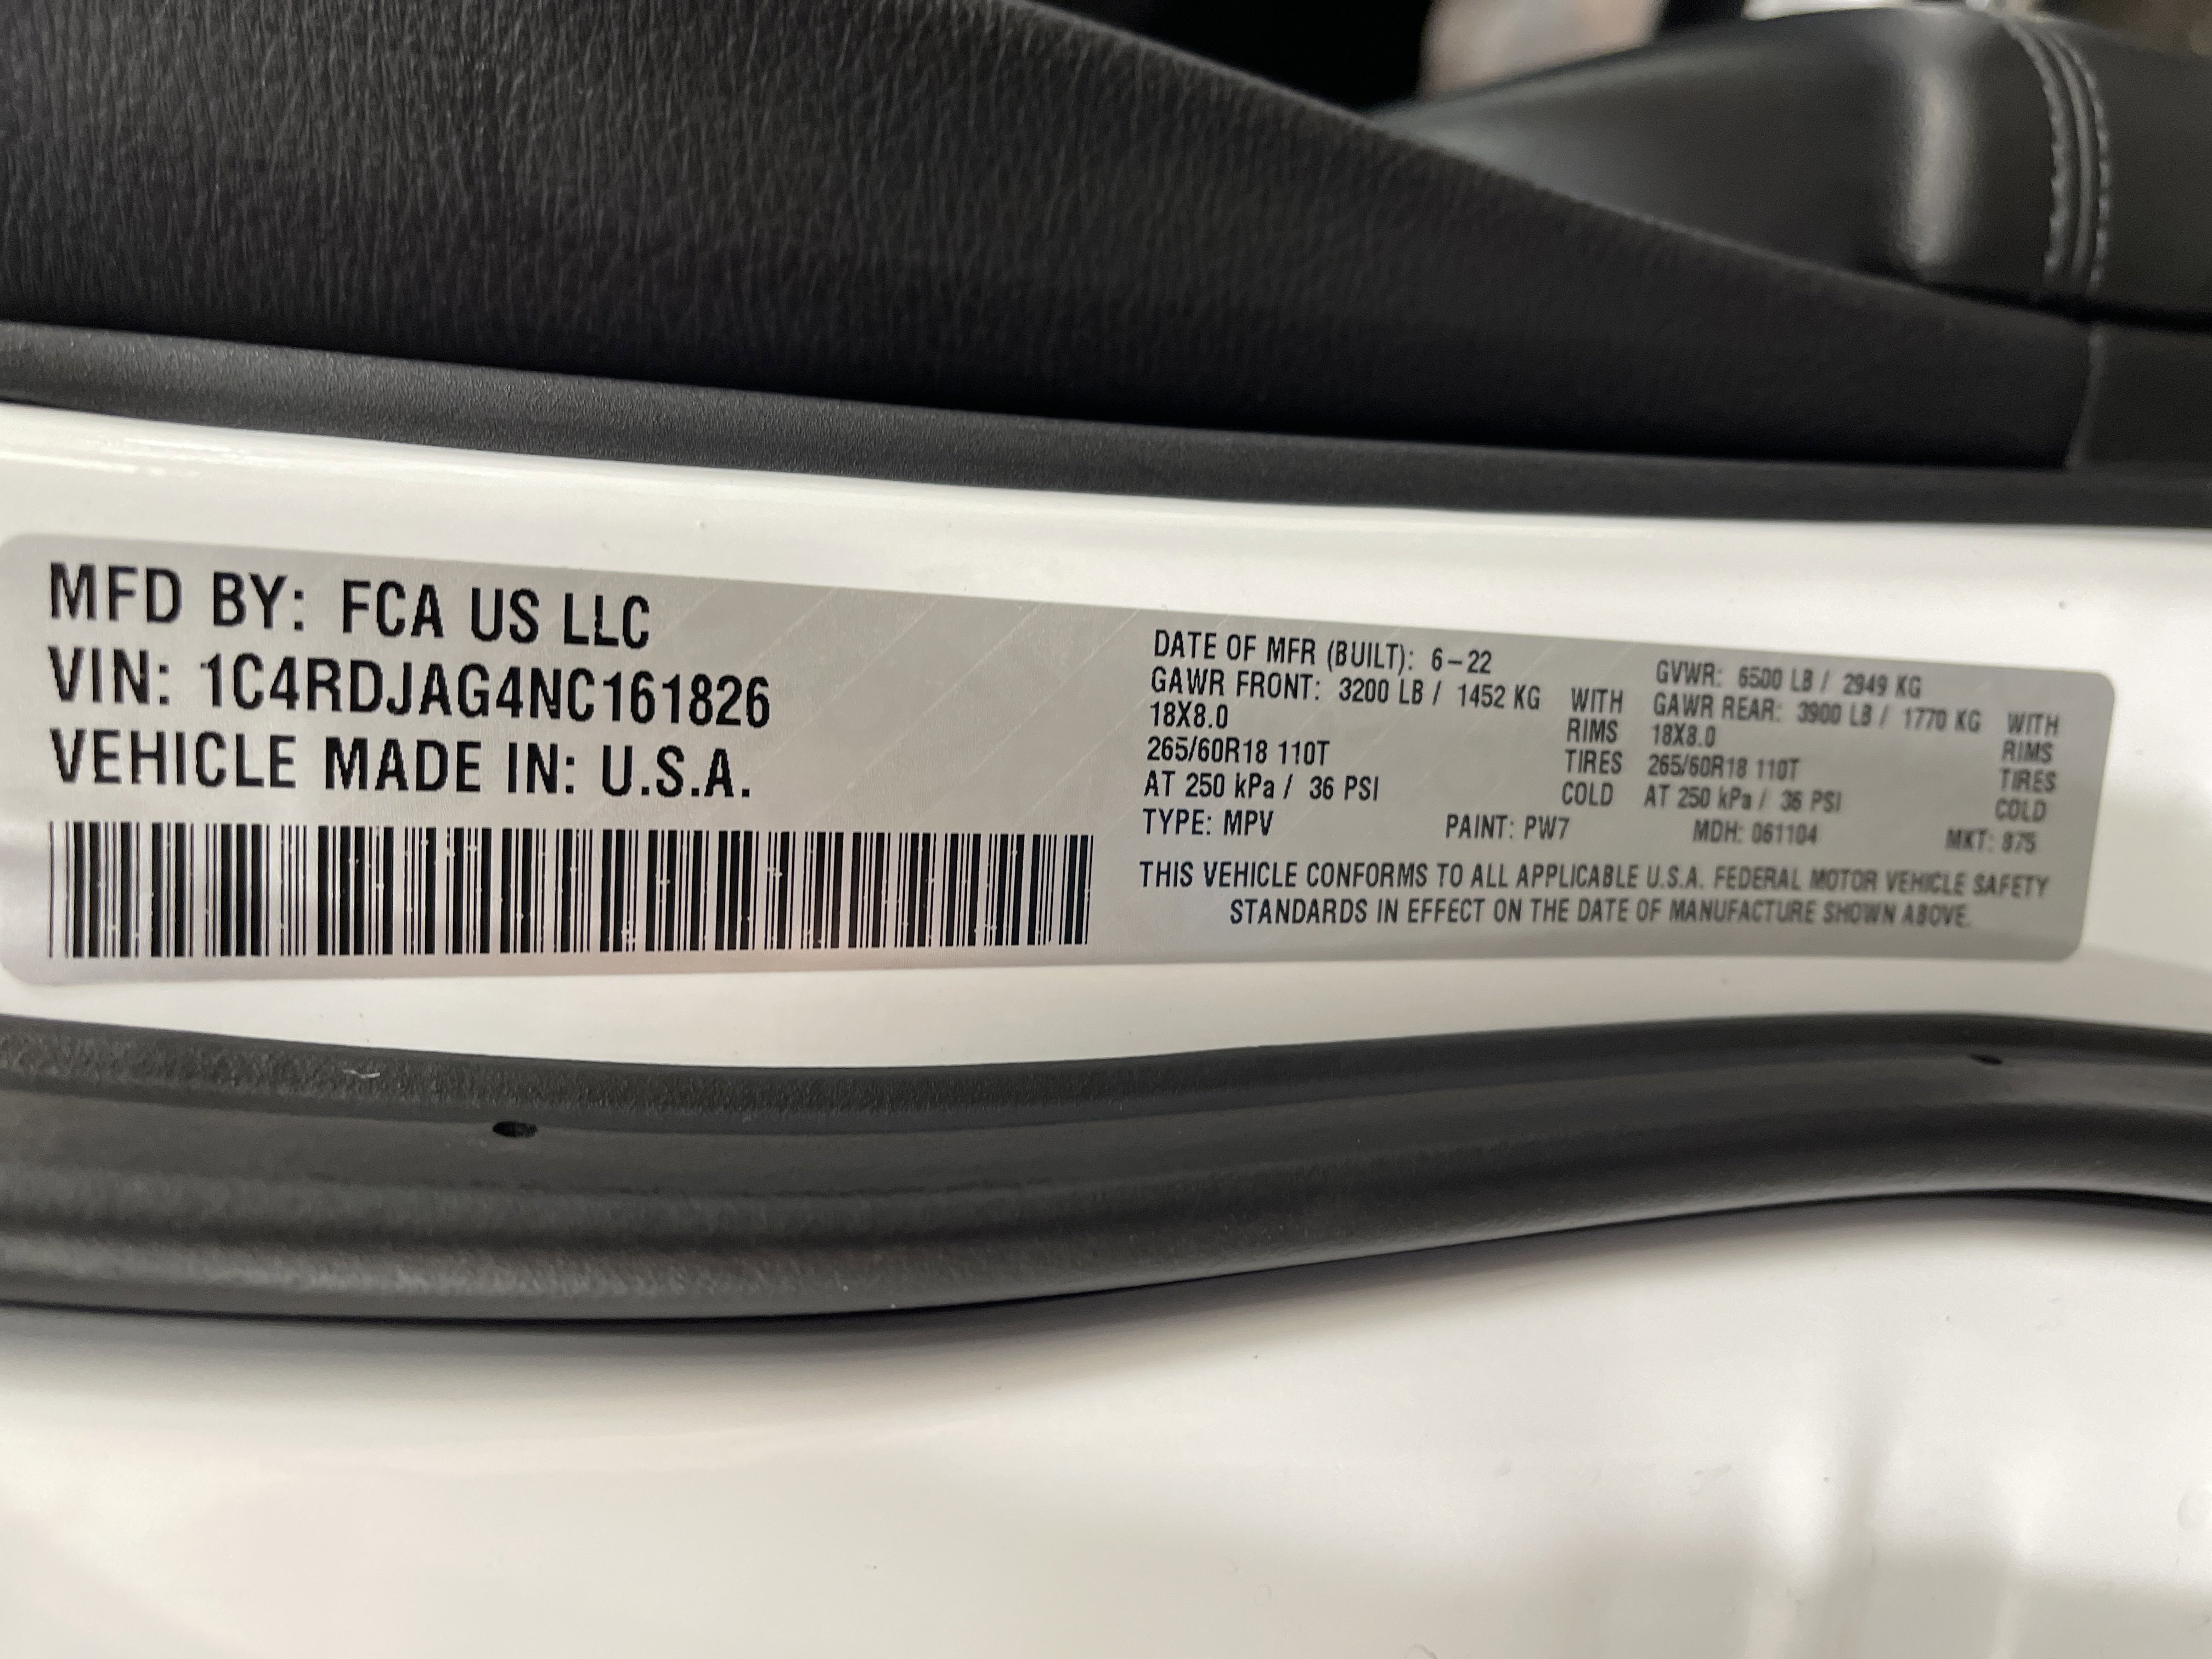 MFD BY: FCA US LLC
VIN: 1C4RDJAG4NC161826
VEHICLE MADE IN: U.S.A.
DATE OF MFR (BUILT): 6-22 GVWR: 6500 LB / 2949 KG
GAWR FRONT: 3200 LB / 1452 KG WITH GAWR REAR: 3900 LB / 1770 KG WITH
18X8.0 RIMS 18X8.0 RIMS
265/60R18 110T TIRES 265/60R18 110T TIRES
AT 250 kPa / 36 PSI COLD AT 250 kPa / 36 PSI COLD
TYPE: MPV PAINT: PW7 MDH: 061104 MKT: 875
THIS VEHICLE CONFORMS TO ALL APPLICABLE U.S.A. FEDERAL MOTOR VEHICLE SAFETY
STANDARDS IN EFFECT ON THE DATE OF MANUFACTURE SHOWN ABOVE.